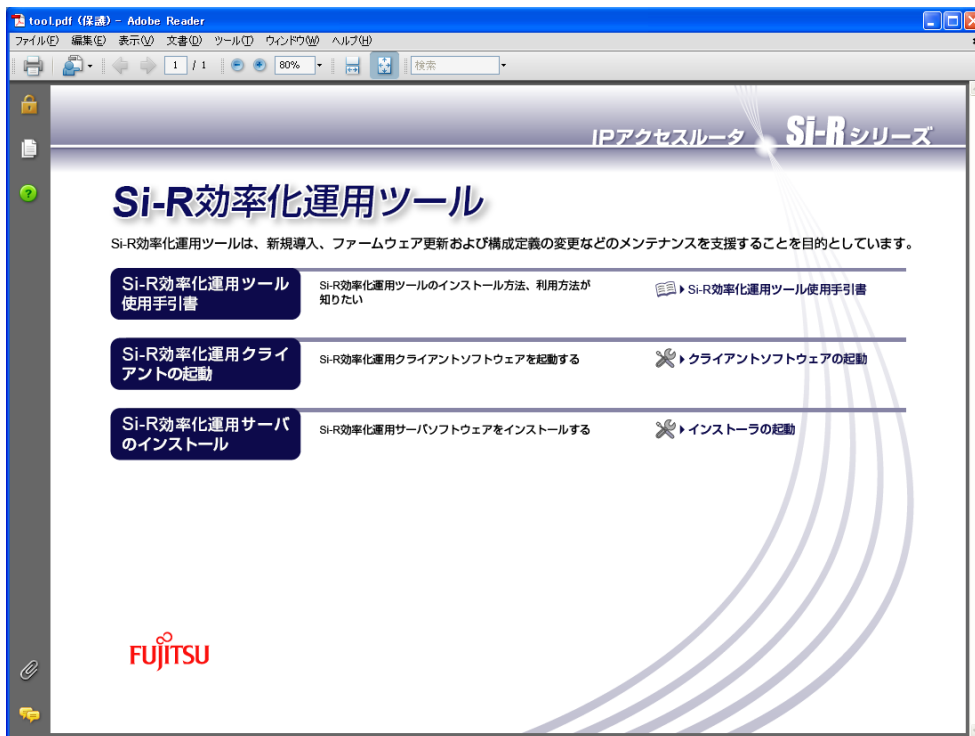 tool.pdf (保護) - Adobe Reader
ファイル(F) 編集(E) 表示(V) 文書(D) ツール(T) ウィンドウ(W) ヘルプ(H)
1 / 1 80% 検索
IPアクセスルータ Si-Rシリーズ
Si-R効率化運用ツール
Si-R効率化運用ツールは、新規導入、ファームウェア更新および構成定義の変更などのメンテナンスを支援することを目的としています。
Si-R効率化運用ツール
使用手引書
Si-R効率化運用ツールのインストール方法、利用方法が
知りたい
Si-R効率化運用ツール使用手引書
Si-R効率化運用クライ
アントの起動
Si-R効率化運用クライアントソフトウェアを起動する
クライアントソフトウェアの起動
Si-R効率化運用サーバ
のインストール
Si-R効率化運用サーバソフトウェアをインストールする
インストーラの起動
FUJITSU